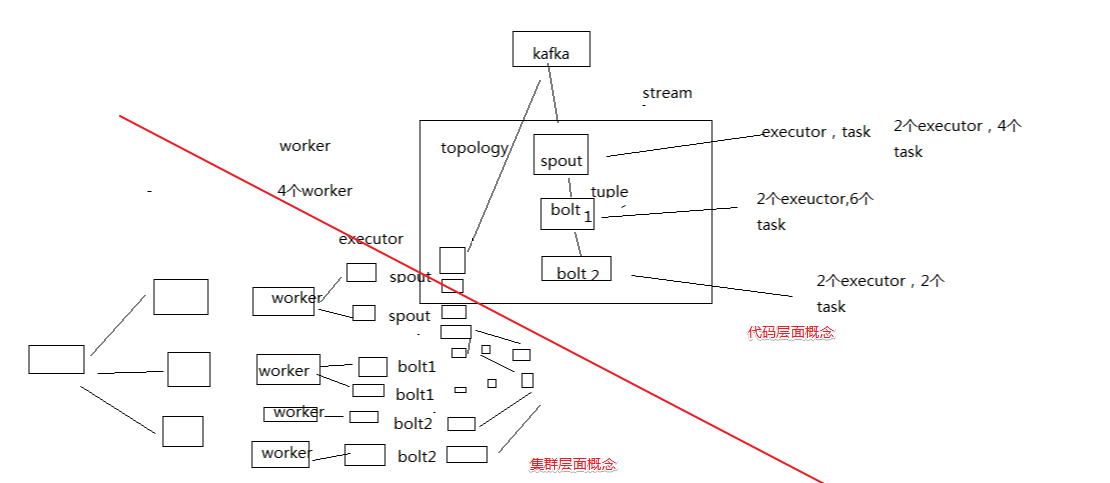 kafka
stream
executor，task
2个executor，4个
task
worker
topology
spout
4个worker
tuple
bolt 1
2个exeuctor,6个
task
executor
spout
bolt 2
2个executor，2个
task
worker
spout
代码层面概念
worker
bolt1
bolt1
worker
bolt2
worker
bolt2
集群层面概念